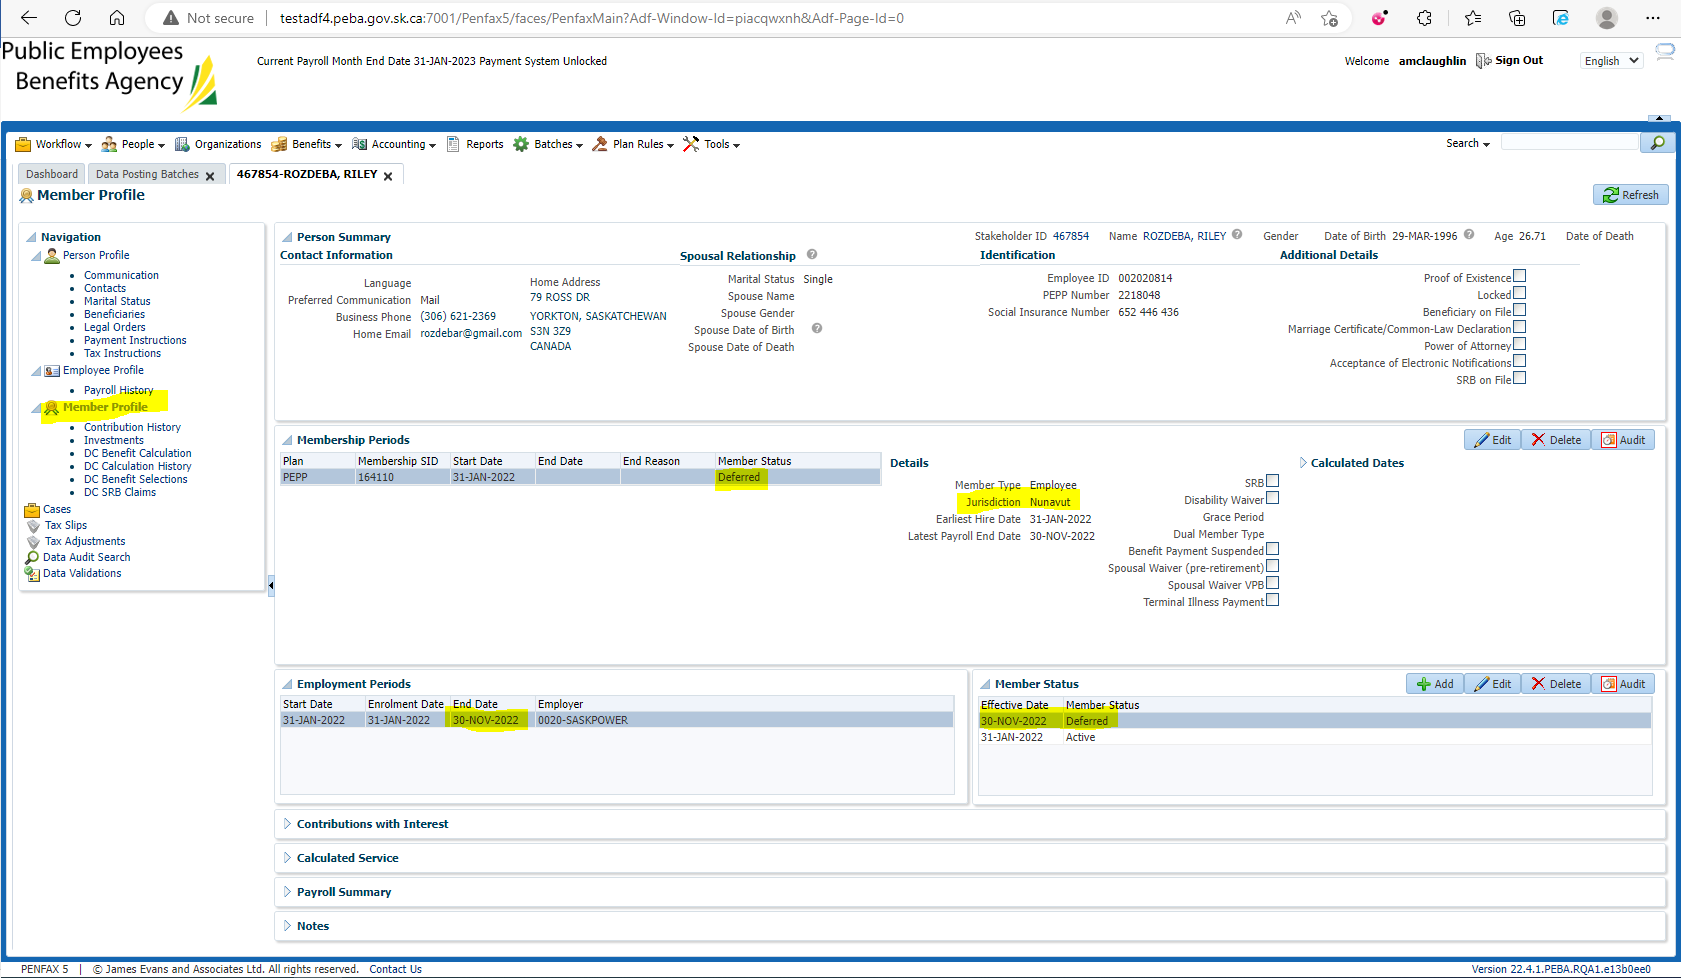 Not secure | testadf4.peba.gov.sk.ca:7001/Penfax5/faces/PenfaxMain?Adf-Window-Id=piacqwxnh&Adf-Page-Id=0
Public Employees
Benefits Agency
Current Payroll Month End Date 31-JAN-2023 Payment System Unlocked
Welcome amclaughlin Sign Out English
Workflow People Organizations Benefits Accounting Reports Batches Plan Rules Tools Search
Dashboard Data Posting Batches 467854-ROZDEBA, RILEY
Member Profile
Refresh
Navigation
Person Profile
Communication
Contacts
Marital Status
Beneficiaries
Legal Orders
Payment Instructions
Tax Instructions
Employee Profile
Payroll History
Member Profile
Contribution History
Investments
DC Benefit Calculation
DC Calculation History
DC Benefit Selections
DC SRB Claims
Cases
Tax Slips
Tax Adjustments
Data Audit Search
Data Validations
Person Summary
Stakeholder ID 467854 Name ROZDEBA, RILEY Gender Date of Birth 29-MAR-1996 Age 26.71 Date of Death
Contact Information
Language
Preferred Communication Mail
Business Phone (306) 621-2369
Home Email rozdebar@gmail.com
Home Address
79 ROSS DR
YORKTON, SASKATCHEWAN
S3N 3Z9
CANADA
Spousal Relationship
Marital Status Single
Spouse Name
Spouse Gender
Spouse Date of Birth
Spouse Date of Death
Identification
Employee ID 002020814
PEPP Number 2218048
Social Insurance Number 652 446 436
Additional Details
Proof of Existence
Locked
Beneficiary on File
Marriage Certificate/Common-Law Declaration
Power of Attorney
Acceptance of Electronic Notifications
SRB on File
Membership Periods
Edit Delete Audit
Plan Membership SID Start Date End Date End Reason Member Status
PEPP 164110 31-JAN-2022 Deferred
Details
Member Type Employee
Jurisdiction Nunavut
Earliest Hire Date 31-JAN-2022
Latest Payroll End Date 30-NOV-2022
SRB
Disability Waiver
Grace Period
Dual Member Type
Benefit Payment Suspended
Spousal Waiver (pre-retirement)
Spousal Waiver VPB
Terminal Illness Payment
Calculated Dates
Employment Periods
Start Date Enrolment Date End Date Employer
31-JAN-2022 31-JAN-2022 30-NOV-2022 0020-SASKPOWER
Member Status
Add Edit Delete Audit
Effective Date Member Status
30-NOV-2022 Deferred
31-JAN-2022 Active
Contributions with Interest
Calculated Service
Payroll Summary
Notes
PENFAX 5 | © James Evans and Associates Ltd. All rights reserved. Contact Us
Version 22.4.1.PEBA.RQA1.e13b0ee0